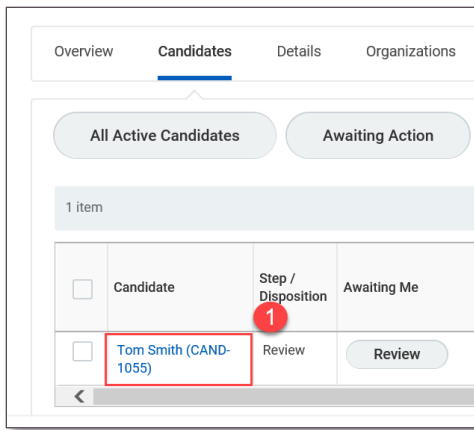 Overview Candidates Details Organizations
All Active Candidates Awaiting Action
1 item
Candidate Step / Disposition Awaiting Me
1
Tom Smith (CAND-
1055) Review Review